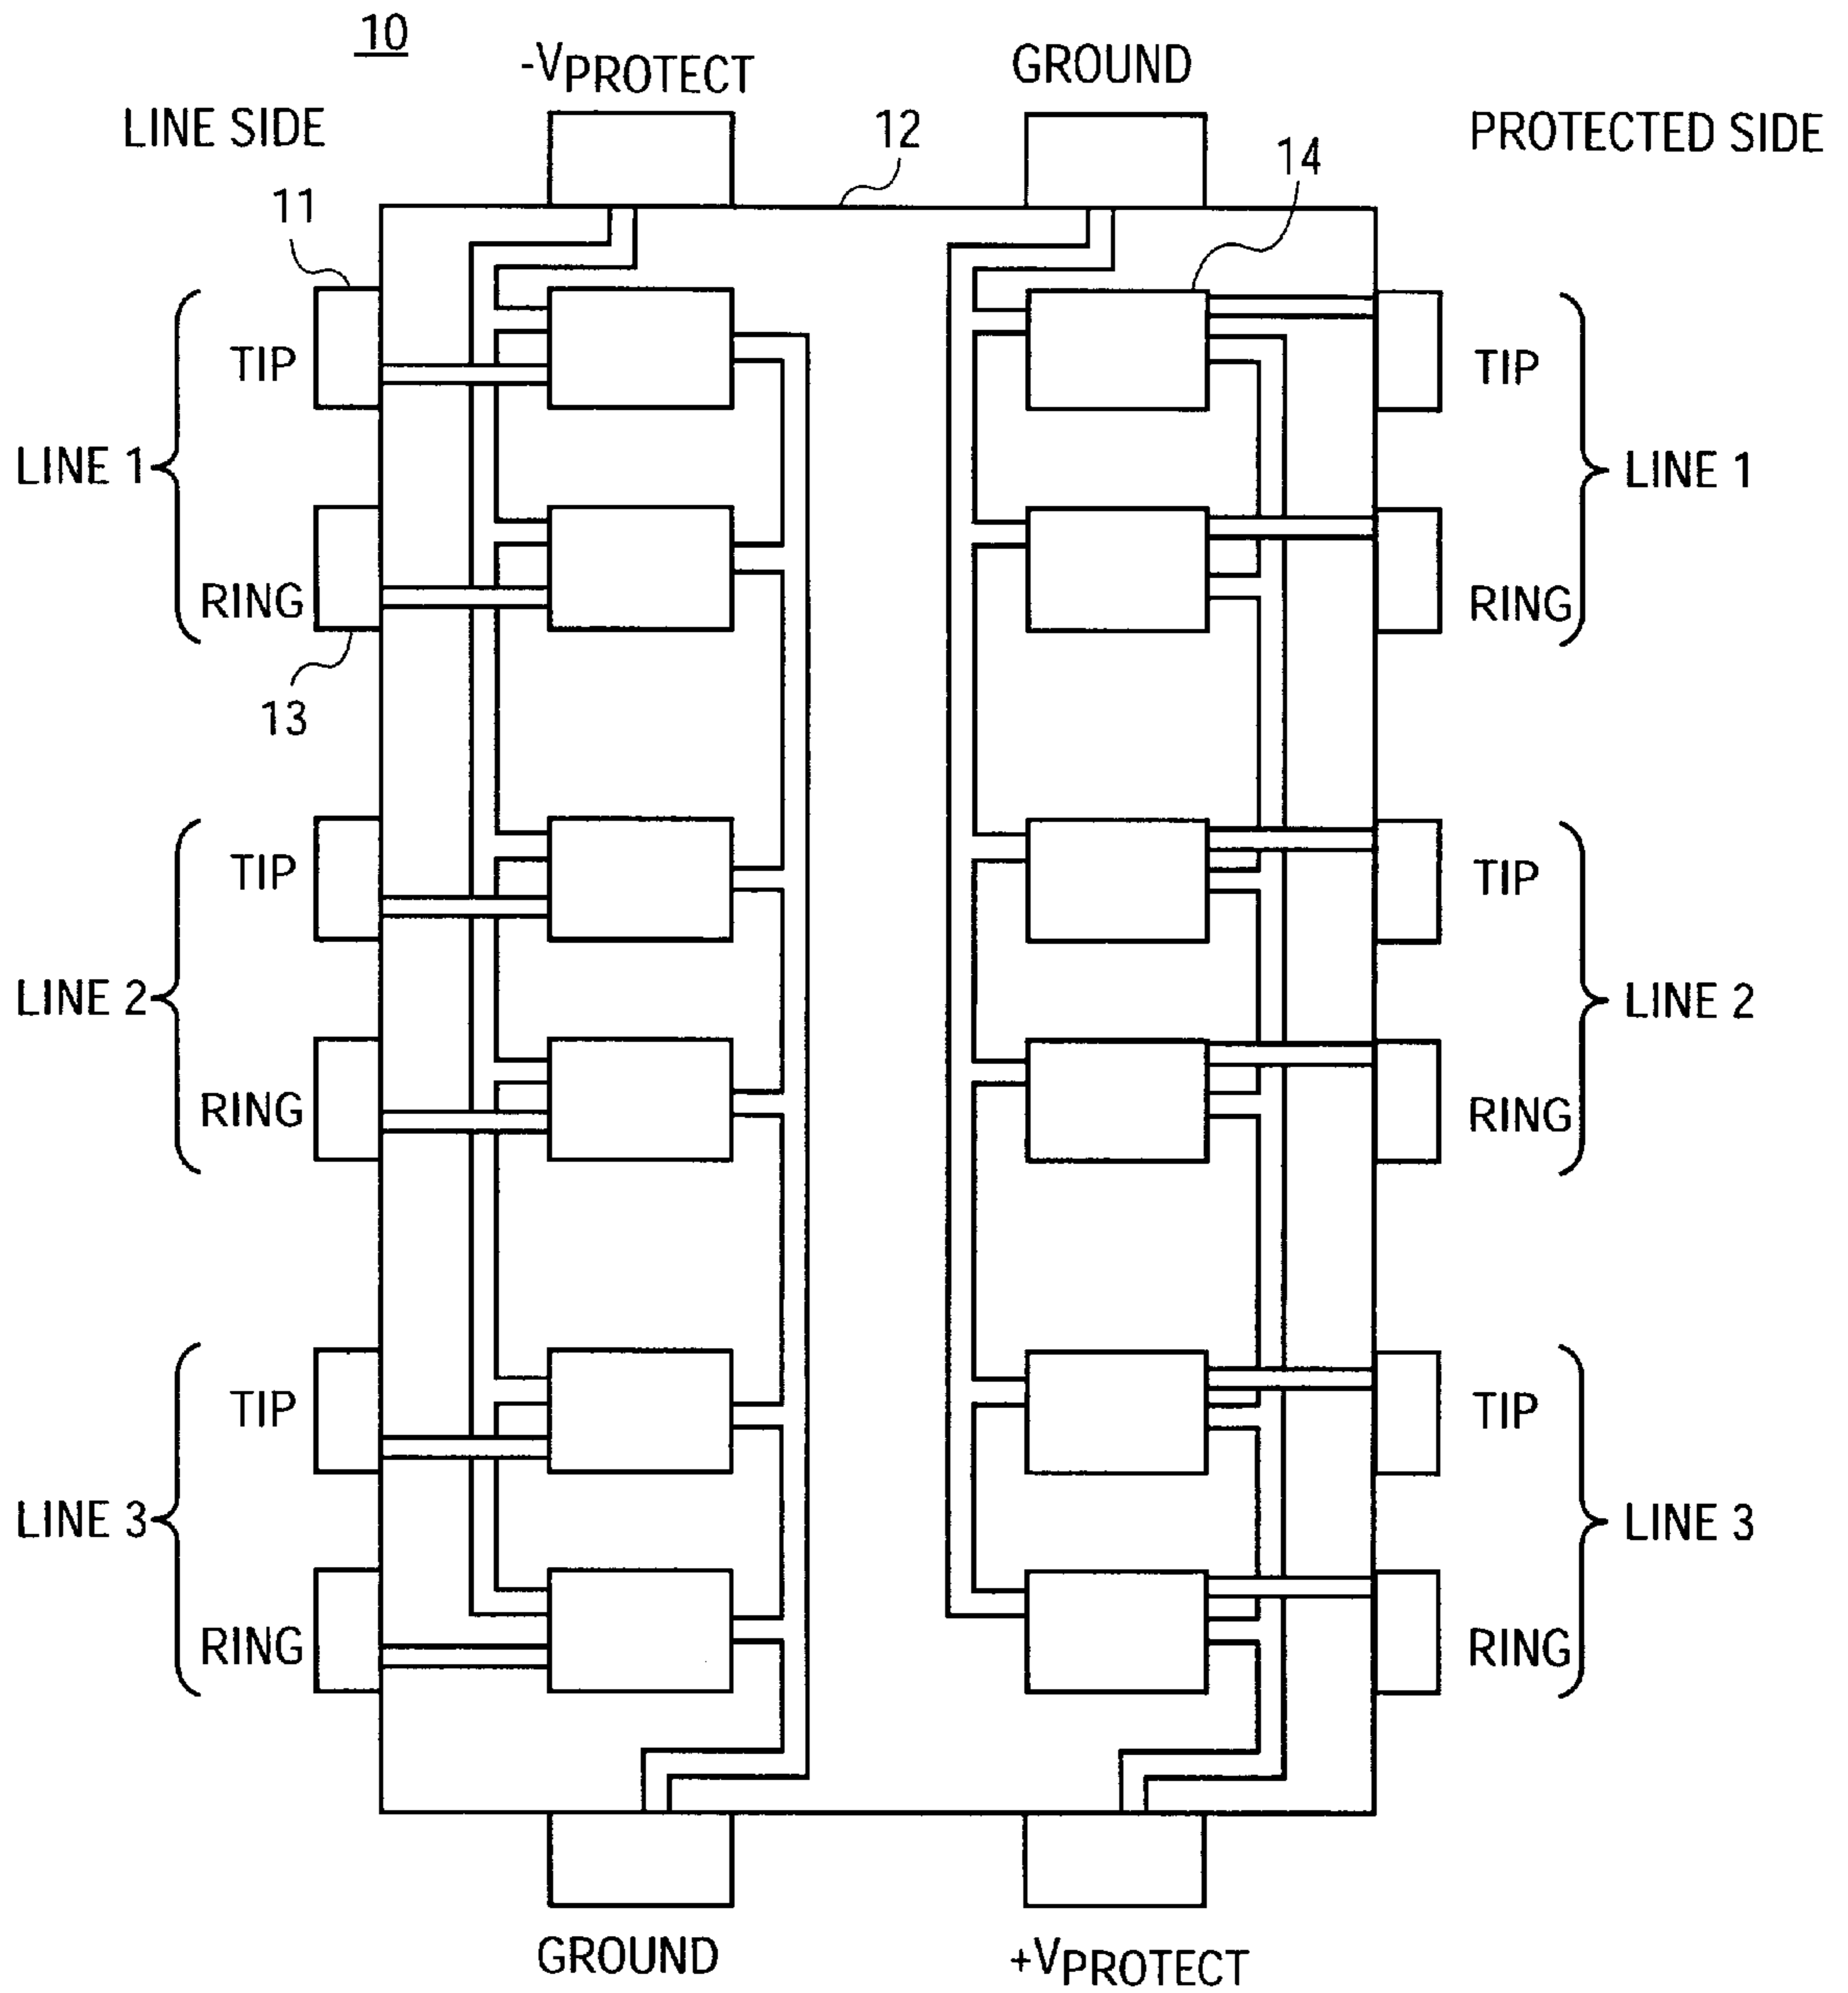 10
-VPROTECT
GROUND
LINE SIDE
12
PROTECTED SIDE
14
11
TIP
TIP
LINE 1
LINE 1
RING
RING
13
TIP
TIP
LINE 2
LINE 2
RING
RING
TIP
TIP
LINE 3
LINE 3
RING
RING
GROUND
+VPROTECT